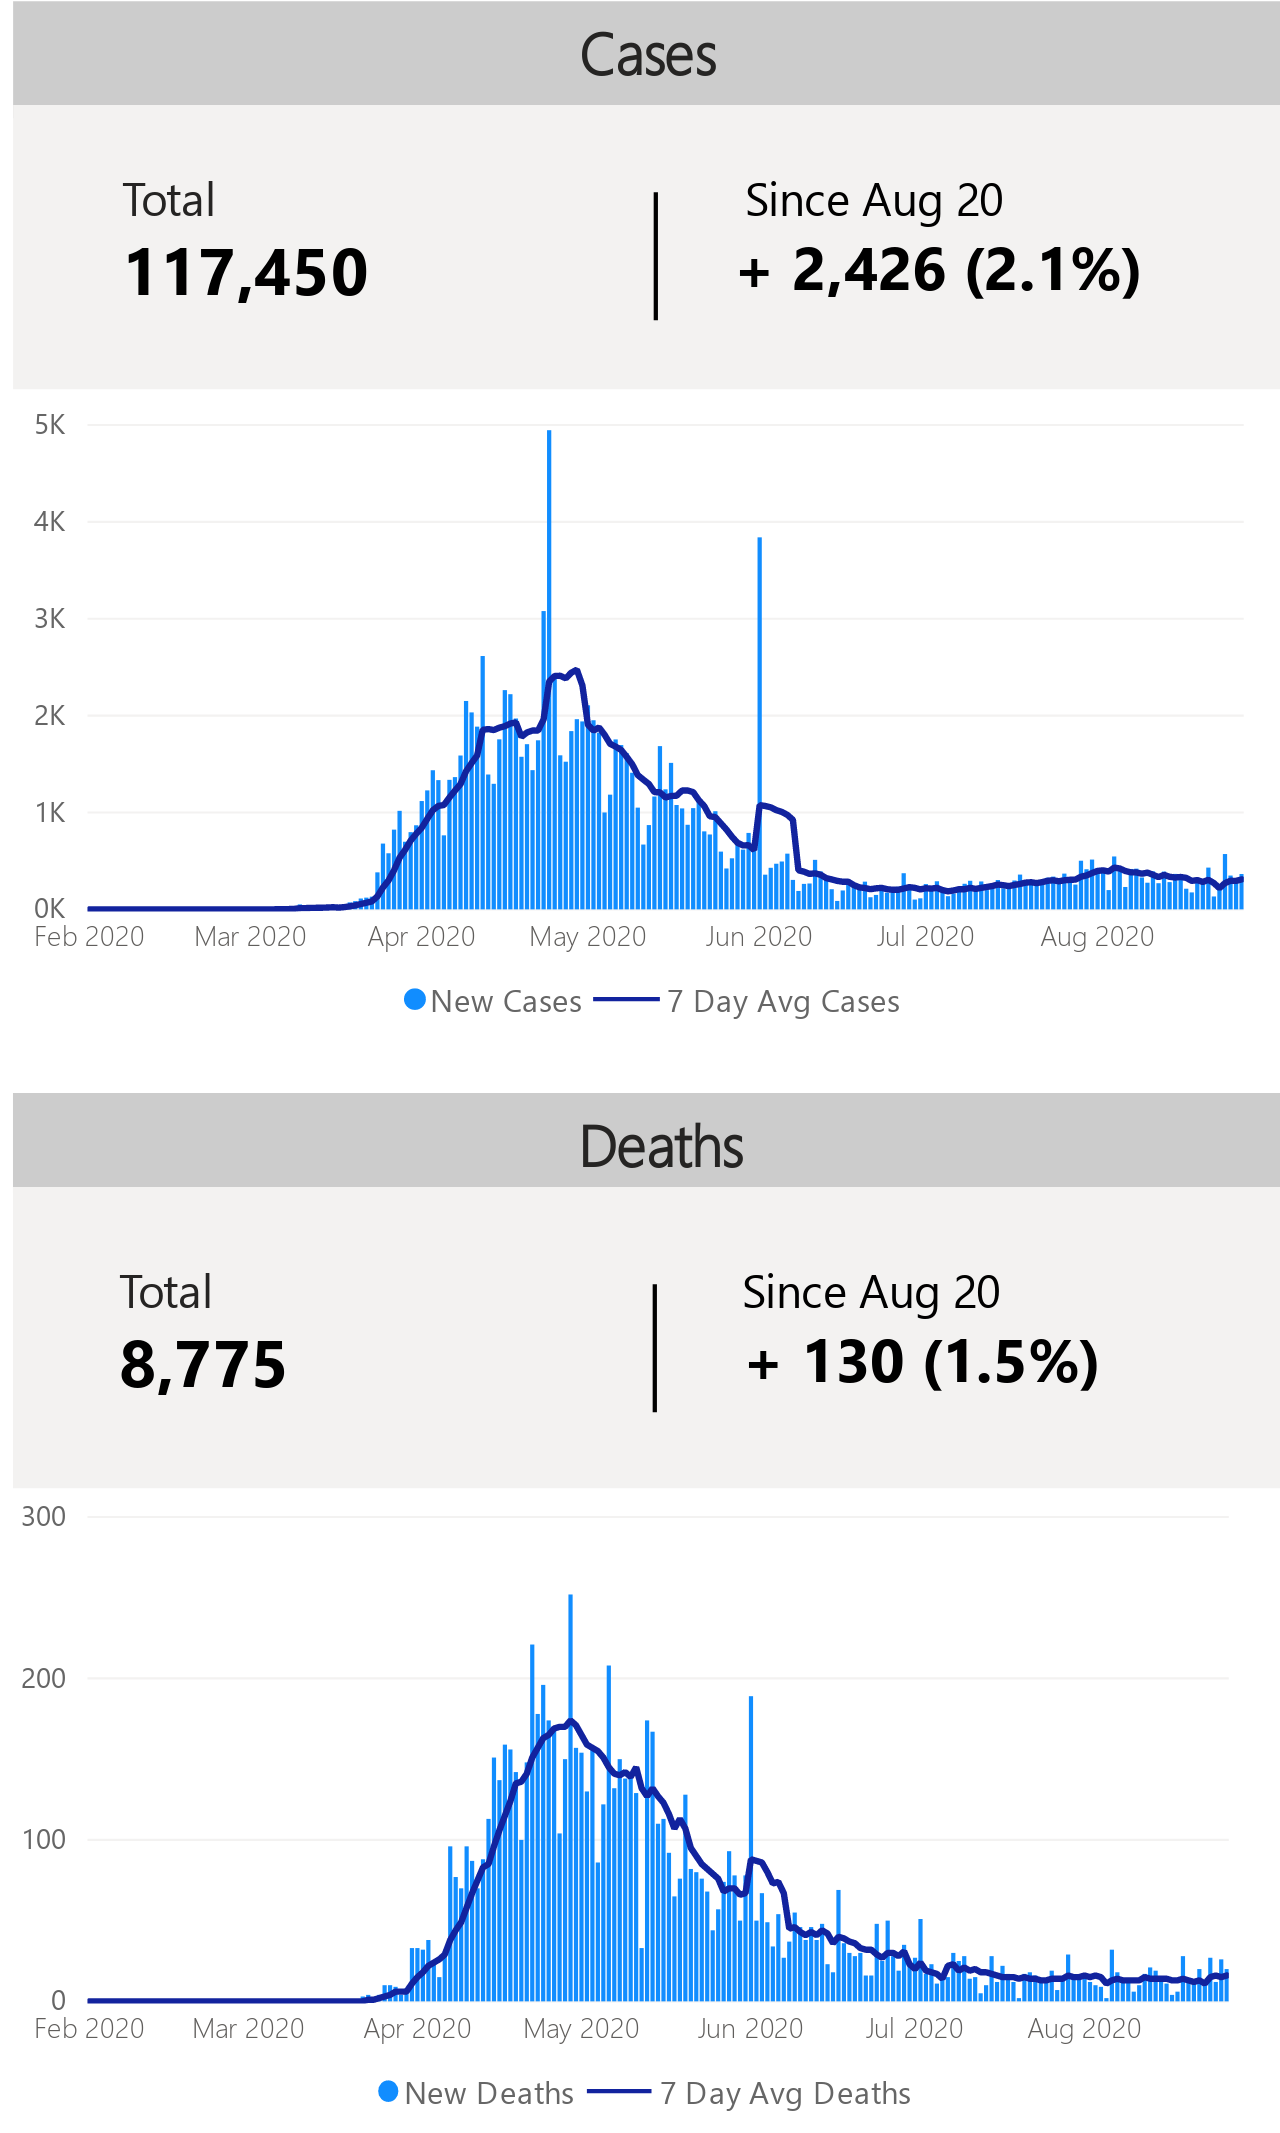 Cases
Total
Since Aug 20
117,450
+ 2,426 (2.1%)
5K
4K
3K
2K
1K
0K
Feb 2020 Mar 2020 Apr 2020 May 2020 Jun 2020 Jul 2020 Aug 2020
New Cases 7 Day Avg Cases
Deaths
Total
Since Aug 20
8,775
+ 130 (1.5%)
300
200
100
0
Feb 2020 Mar 2020 Apr 2020 May 2020 Jun 2020 Jul 2020 Aug 2020
New Deaths 7 Day Avg Deaths